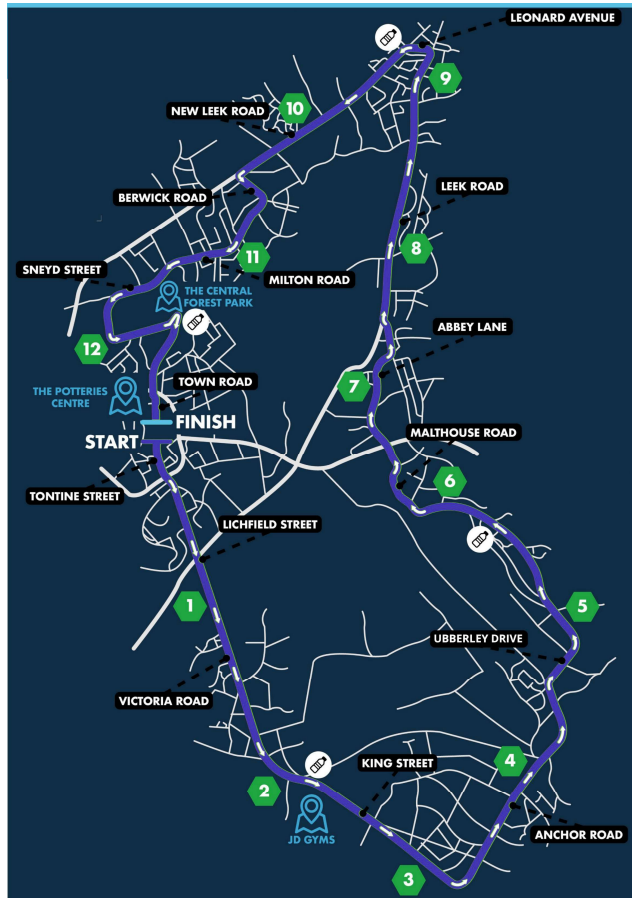 LEONARD AVENUE
9
10
NEW LEEK ROAD
LEEK ROAD
BERWICK ROAD
8
11
SNEYD STREET
MILTON ROAD
THE CENTRAL
FOREST PARK
12
ABBEY LANE
7
THE POTTERIES
CENTRE
TOWN ROAD
FINISH
START
MALTHOUSE ROAD
6
TONTINE STREET
LICHFIELD STREET
1
5
UBBERLEY DRIVE
VICTORIA ROAD
KING STREET
4
2
JD GYMS
ANCHOR ROAD
3